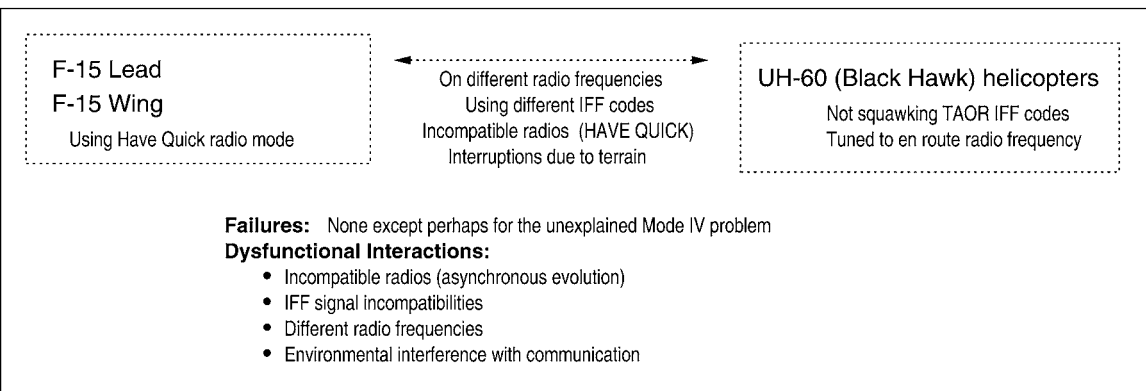 F-15 Lead
F-15 Wing
Using Have Quick radio mode
On different radio frequencies
Using different IFF codes
Incompatible radios (HAVE QUICK)
Interruptions due to terrain
UH-60 (Black Hawk) helicopters
Not squawking TAOR IFF codes
Tuned to en route radio frequency
Failures: None except perhaps for the unexplained Mode IV problem
Dysfunctional Interactions:
• Incompatible radios (asynchronous evolution)
• IFF signal incompatibilities
• Different radio frequencies
• Environmental interference with communication